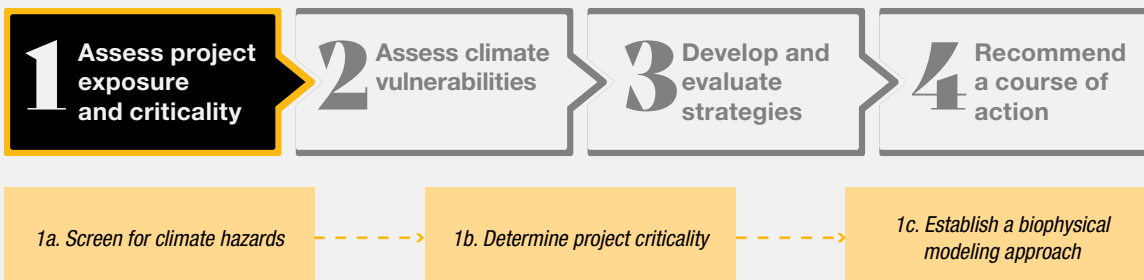 1 Assess project
exposure
and criticality
2 Assess climate
vulnerabilities
3 Develop and
evaluate
strategies
4 Recommend
a course of
action
1a. Screen for climate hazards
1b. Determine project criticality
1c. Establish a biophysical
modeling approach